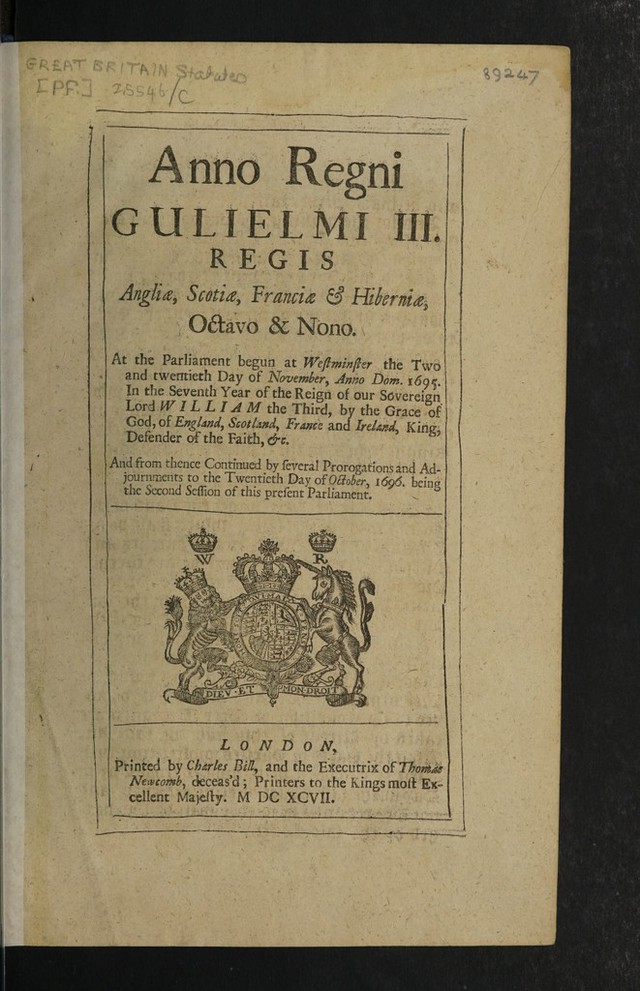 GREAT BRITAIN Statutes
[PP.] 25546/C
89247
Anno Regni
GULIELMI III.
REGIS
Angliæ, Scotiæ, Franciæ & Hiberniæ,
Octavo & Nono.
At the Parliament begun at Weſtminſter the Two
and twentieth Day of November, Anno Dom. 1695.
In the Seventh Year of the Reign of our Sovereign
Lord WILLIAM the Third, by the Grace of
God, of England, Scotland, France and Ireland, King,
Defender of the Faith, &c.
And from thence Continued by ſeveral Prorogations and Ad-
journments to the Twentieth Day of October, 1696. being
the Second Seſſion of this preſent Parliament.
W R
DIEV·ET MON·DROIT
LONDON,
Printed by Charles Bill, and the Executrix of Thomas
Newcomb, deceas'd; Printers to the Kings moſt Ex-
cellent Majeſty. M DC XCVII.